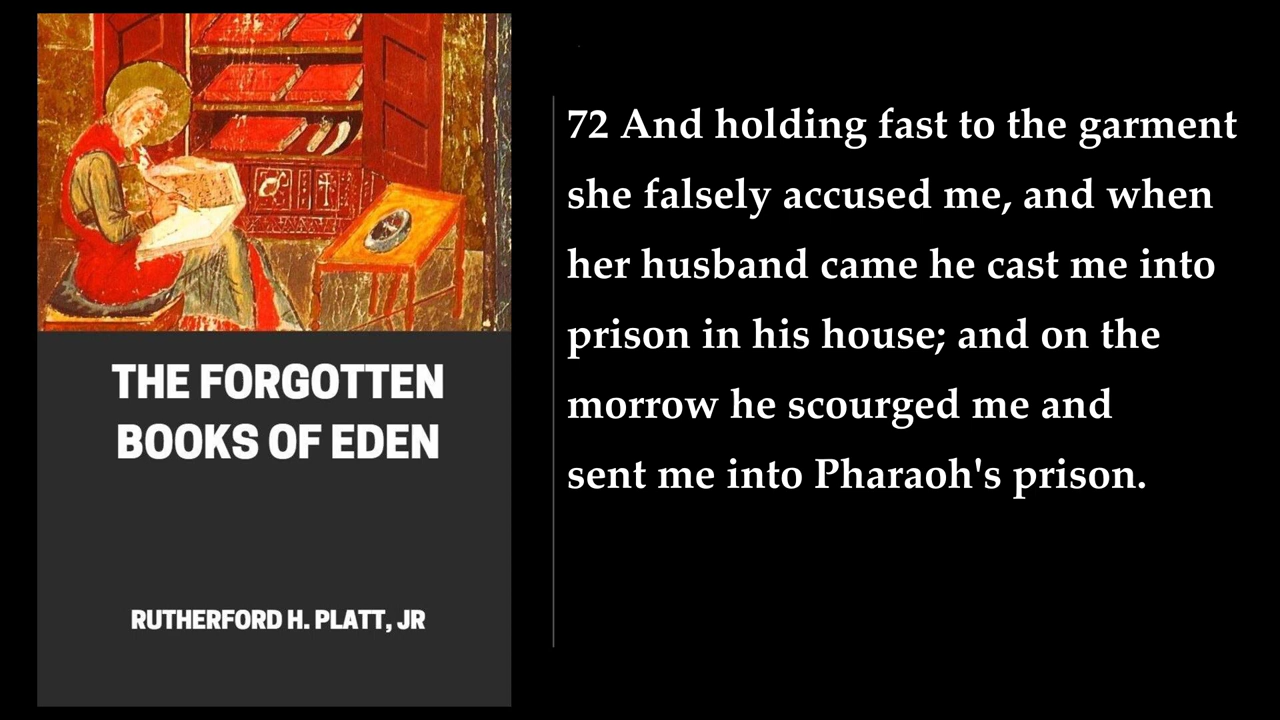 THE FORGOTTEN
BOOKS OF EDEN
RUTHERFORD H. PLATT, JR
72 And holding fast to the garment
she falsely accused me, and when
her husband came he cast me into
prison in his house; and on the
morrow he scourged me and
sent me into Pharaoh's prison.